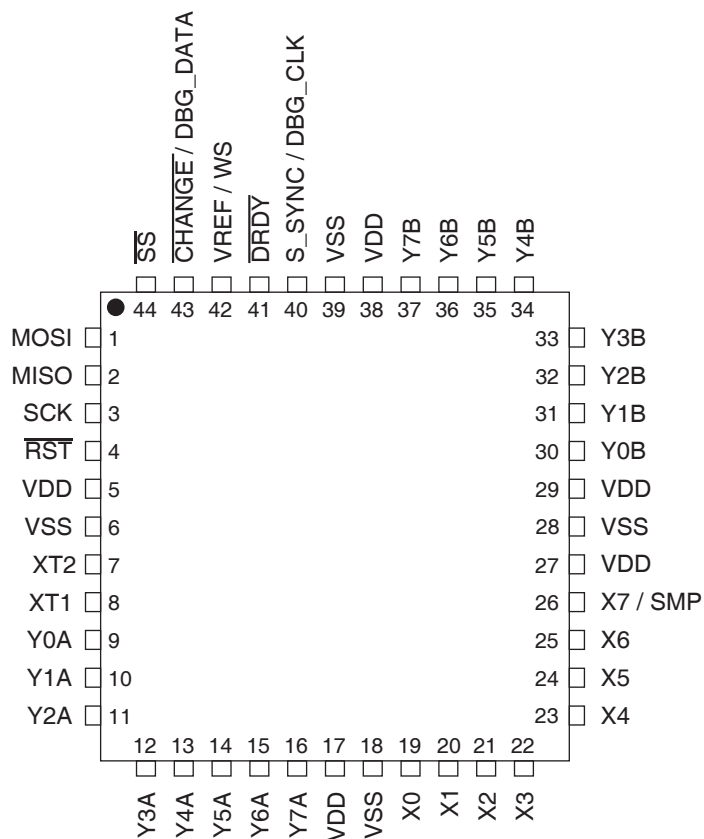 SS
CHANGE / DBG_DATA
VREF / WS
DRDY
S_SYNC / DBG_CLK
VSS
VDD
Y7B
Y6B
Y5B
Y4B
44 43 42 41 40 39 38 37 36 35 34
MOSI 1
MISO 2
SCK 3
RST 4
VDD 5
VSS 6
XT2 7
XT1 8
Y0A 9
Y1A 10
Y2A 11
33 Y3B
32 Y2B
31 Y1B
30 Y0B
29 VDD
28 VSS
27 VDD
26 X7 / SMP
25 X6
24 X5
23 X4
12 13 14 15 16 17 18 19 20 21 22
Y3A
Y4A
Y5A
Y6A
Y7A
VDD
VSS
X0
X1
X2
X3